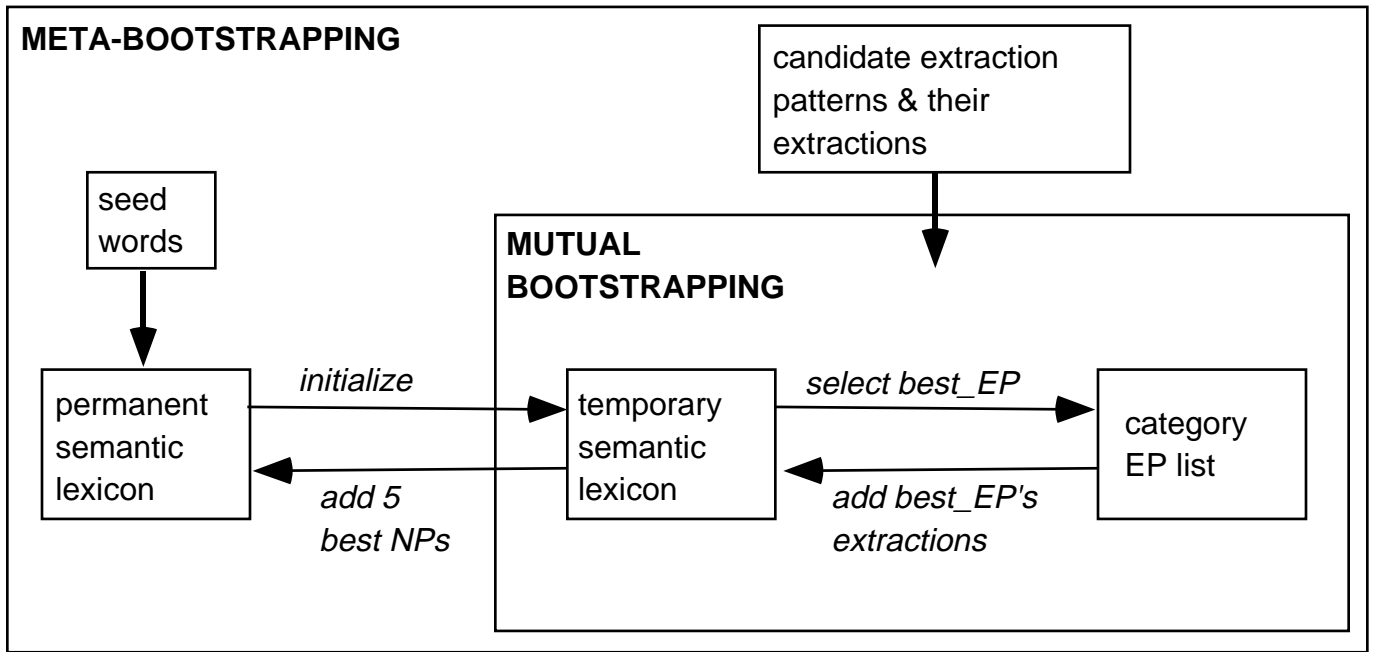 META-BOOTSTRAPPING
candidate extraction
patterns & their
extractions
seed
words
MUTUAL
BOOTSTRAPPING
permanent
semantic
lexicon
initialize
add 5
best NPs
temporary
semantic
lexicon
select best_EP
add best_EP's
extractions
category
EP list